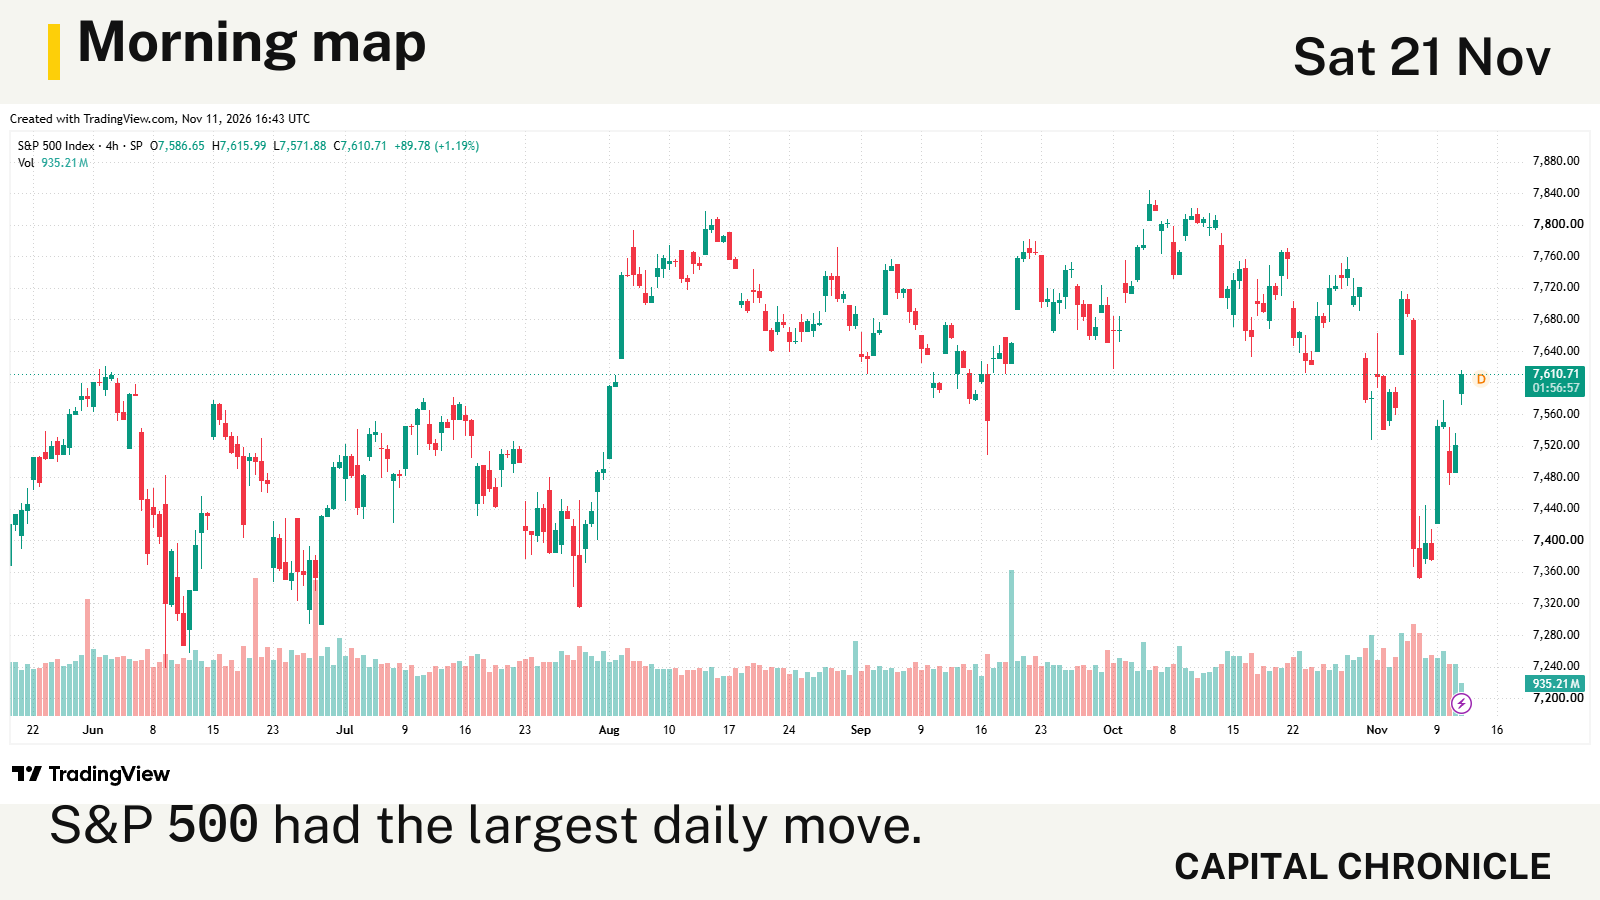 Morning map
Sat 21 Nov
Created with TradingView.com, Nov 11, 2026 16:43 UTC
S&P 500 Index · 4h · SP O7,586.65 H7,615.99 L7,571.88 C7,610.71 +89.78 (+1.19%)
Vol 935.21 M
7,880.00
7,840.00
7,800.00
7,760.00
7,720.00
7,680.00
7,640.00
7,610.71
01:56:57
D
7,560.00
7,520.00
7,480.00
7,440.00
7,400.00
7,360.00
7,320.00
7,280.00
7,240.00
935.21 M
7,200.00
22 Jun 8 15 23 Jul 9 16 23 Aug 10 17 24 Sep 9 16 23 Oct 8 15 22 Nov 9 16
TradingView
S&P 500 had the largest daily move.
CAPITAL CHRONICLE